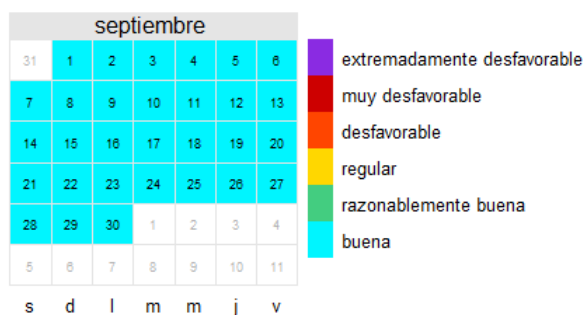 septiembre
31 1 2 3 4 5 6
7 8 9 10 11 12 13
14 15 16 17 18 19 20
21 22 23 24 25 26 27
28 29 30 1 2 3 4
5 6 7 8 9 10 11
s d l m m j v
extremadamente desfavorable
muy desfavorable
desfavorable
regular
razonablemente buena
buena